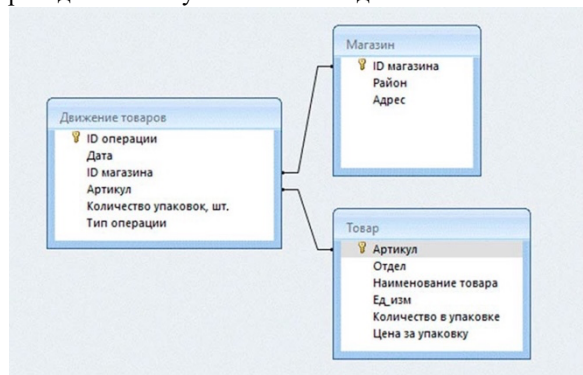 Магазин
ID магазина
Район
Адрес
Движение товаров
ID операции
Дата
ID магазина
Артикул
Количество упаковок, шт.
Тип операции
Товар
Артикул
Отдел
Наименование товара
Ед_изм
Количество в упаковке
Цена за упаковку